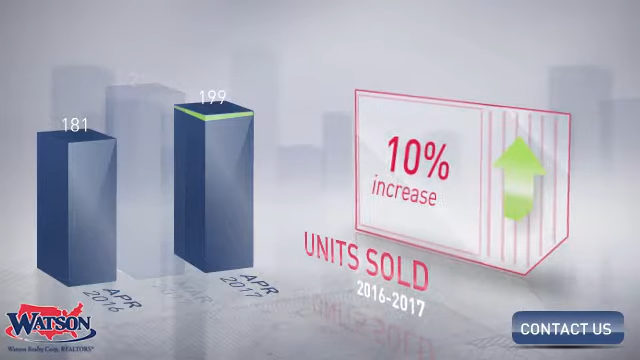 181
199
APR
2016
APR
2017
10%
increase
UNITS SOLD
2016-2017
WATSON
Watson Realty Corp. REALTORS®
CONTACT US